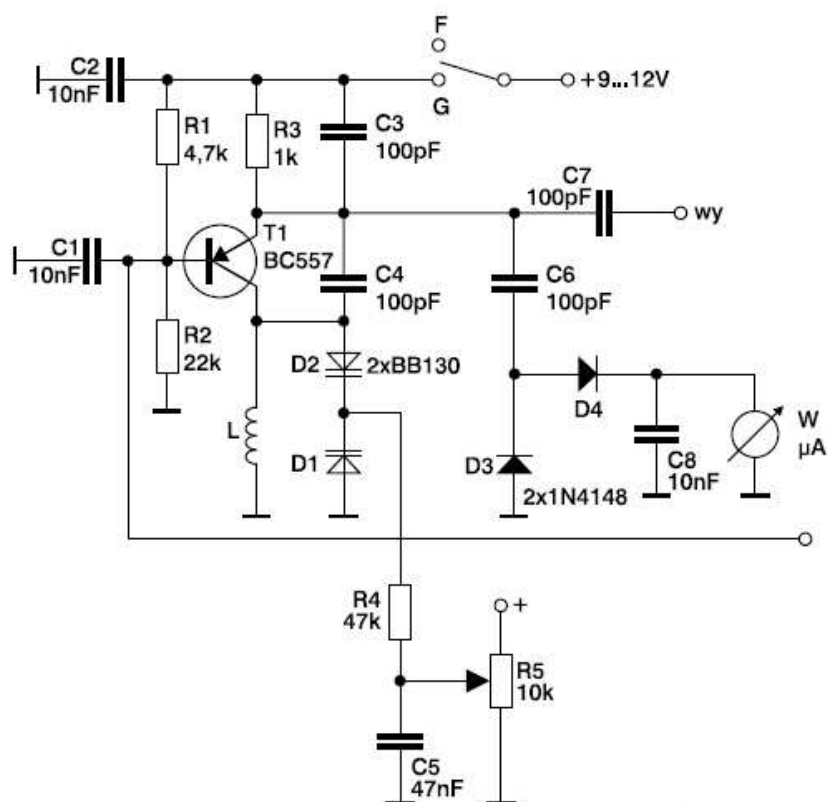 F
C2
10nF
G
+9...12V
R1
4,7k
R3
1k
C3
100pF
C7
100pF
wy
C1
10nF
T1
BC557
C4
100pF
C6
100pF
R2
22k
D2
2xBB130
D4
W
µA
L
D1
D3
2x1N4148
C8
10nF
R4
47k
+
R5
10k
C5
47nF